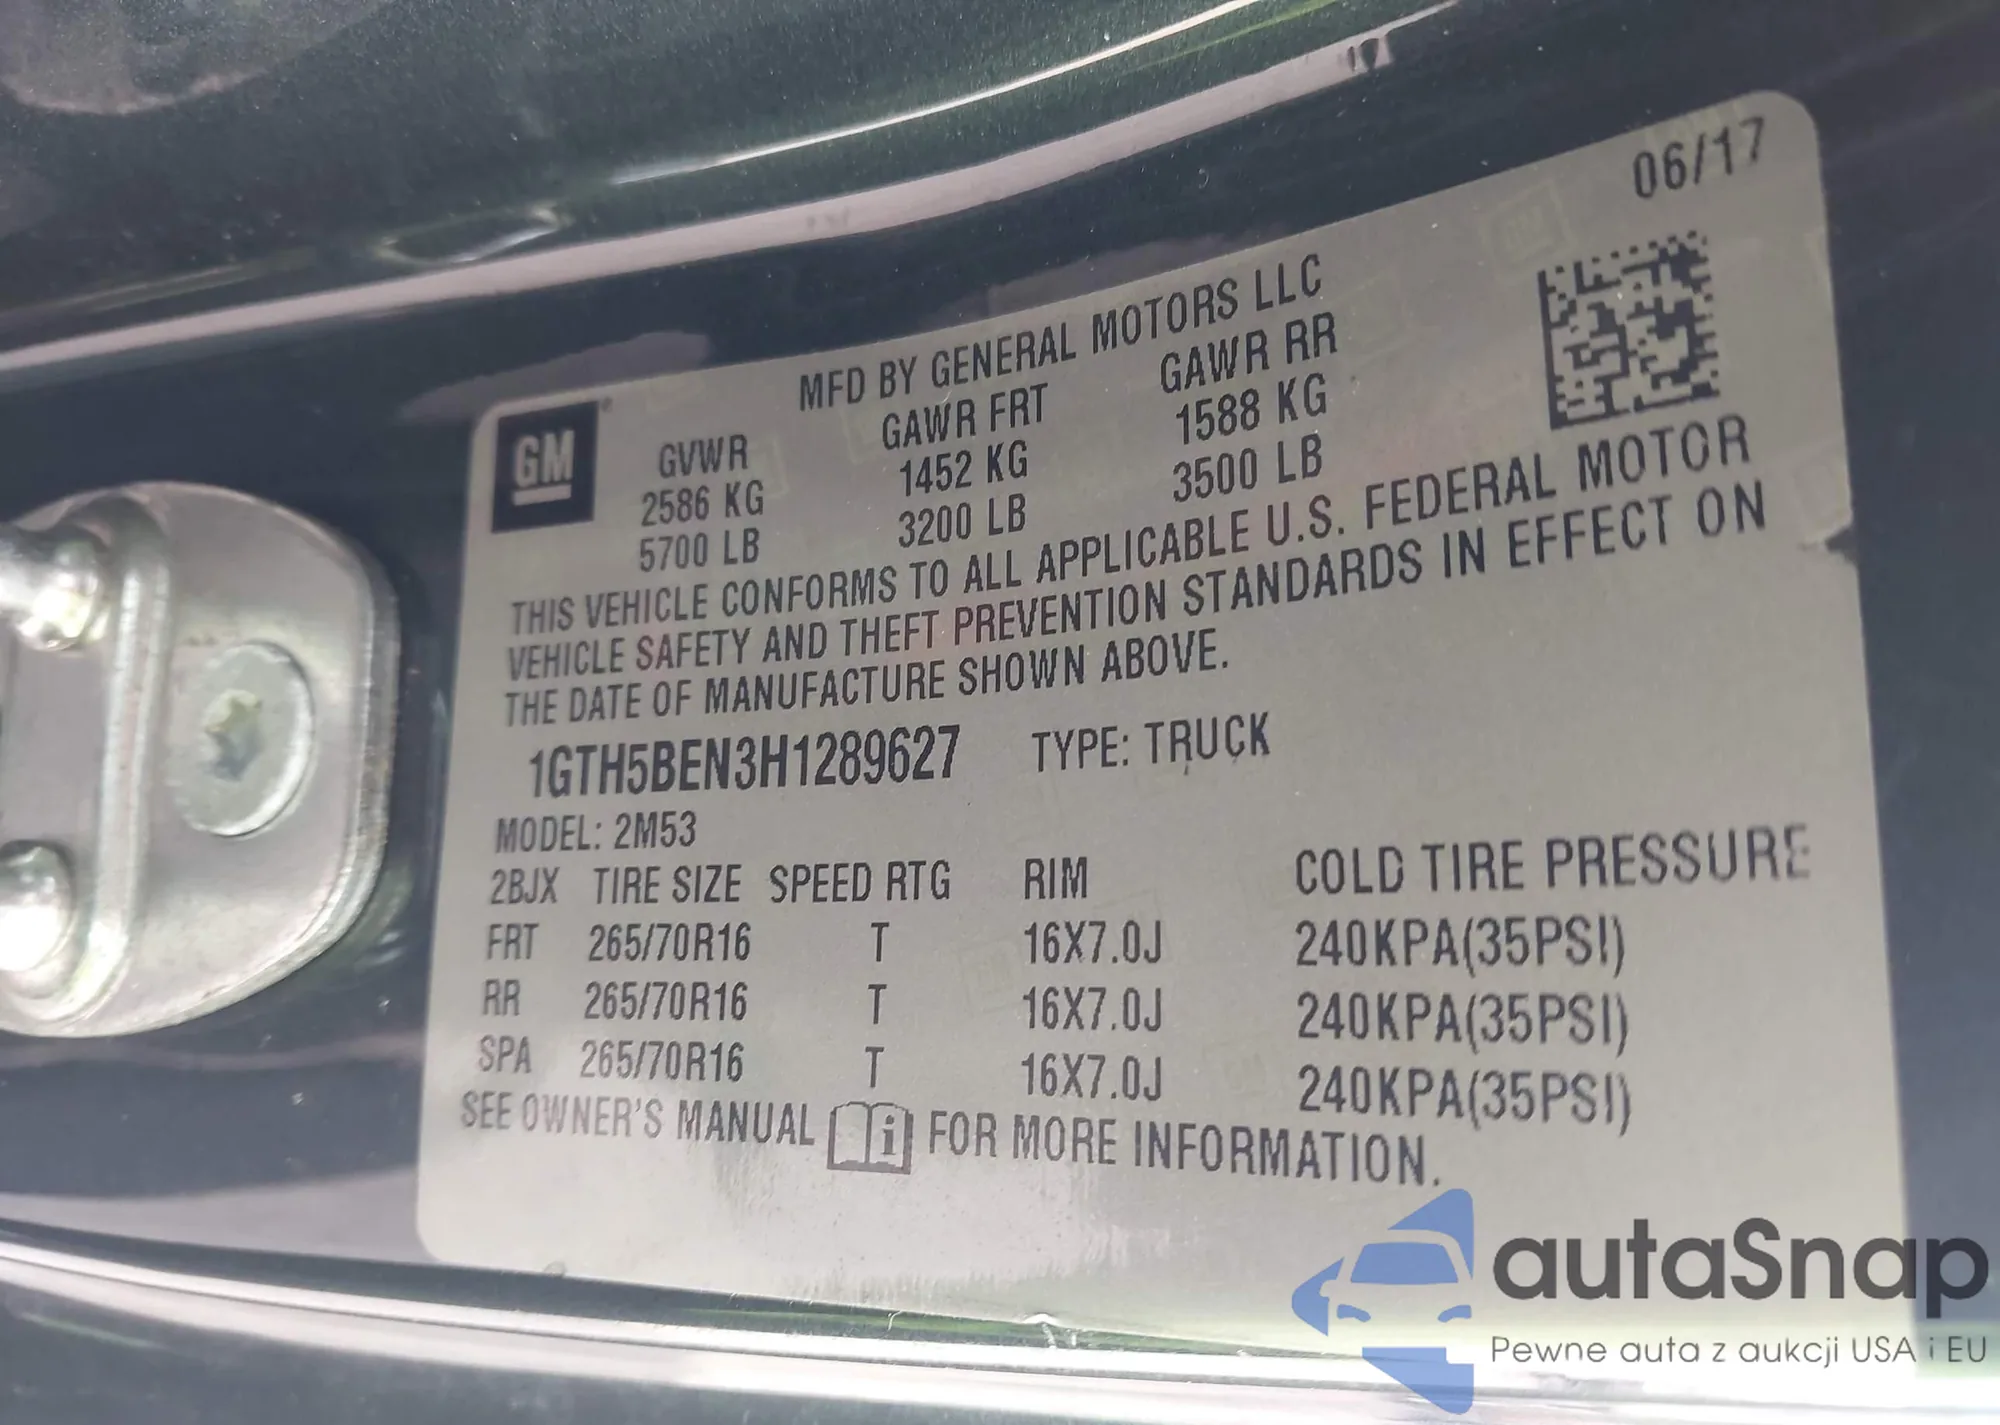 06/17
MFD BY GENERAL MOTORS LLC
GM
GVWR GAWR FRT GAWR RR
2586 KG 1452 KG 1588 KG
5700 LB 3200 LB 3500 LB
THIS VEHICLE CONFORMS TO ALL APPLICABLE U.S. FEDERAL MOTOR
VEHICLE SAFETY AND THEFT PREVENTION STANDARDS IN EFFECT ON
THE DATE OF MANUFACTURE SHOWN ABOVE.
1GTH5BEN3H1289627 TYPE: TRUCK
MODEL: 2M53
2BJX TIRE SIZE SPEED RTG RIM COLD TIRE PRESSURE
FRT 265/70R16 T 16X7.0J 240KPA(35PSI)
RR 265/70R16 T 16X7.0J 240KPA(35PSI)
SPA 265/70R16 T 16X7.0J 240KPA(35PSI)
SEE OWNER'S MANUAL i FOR MORE INFORMATION.
autaSnap
Pewne auta z aukcji USA i EU